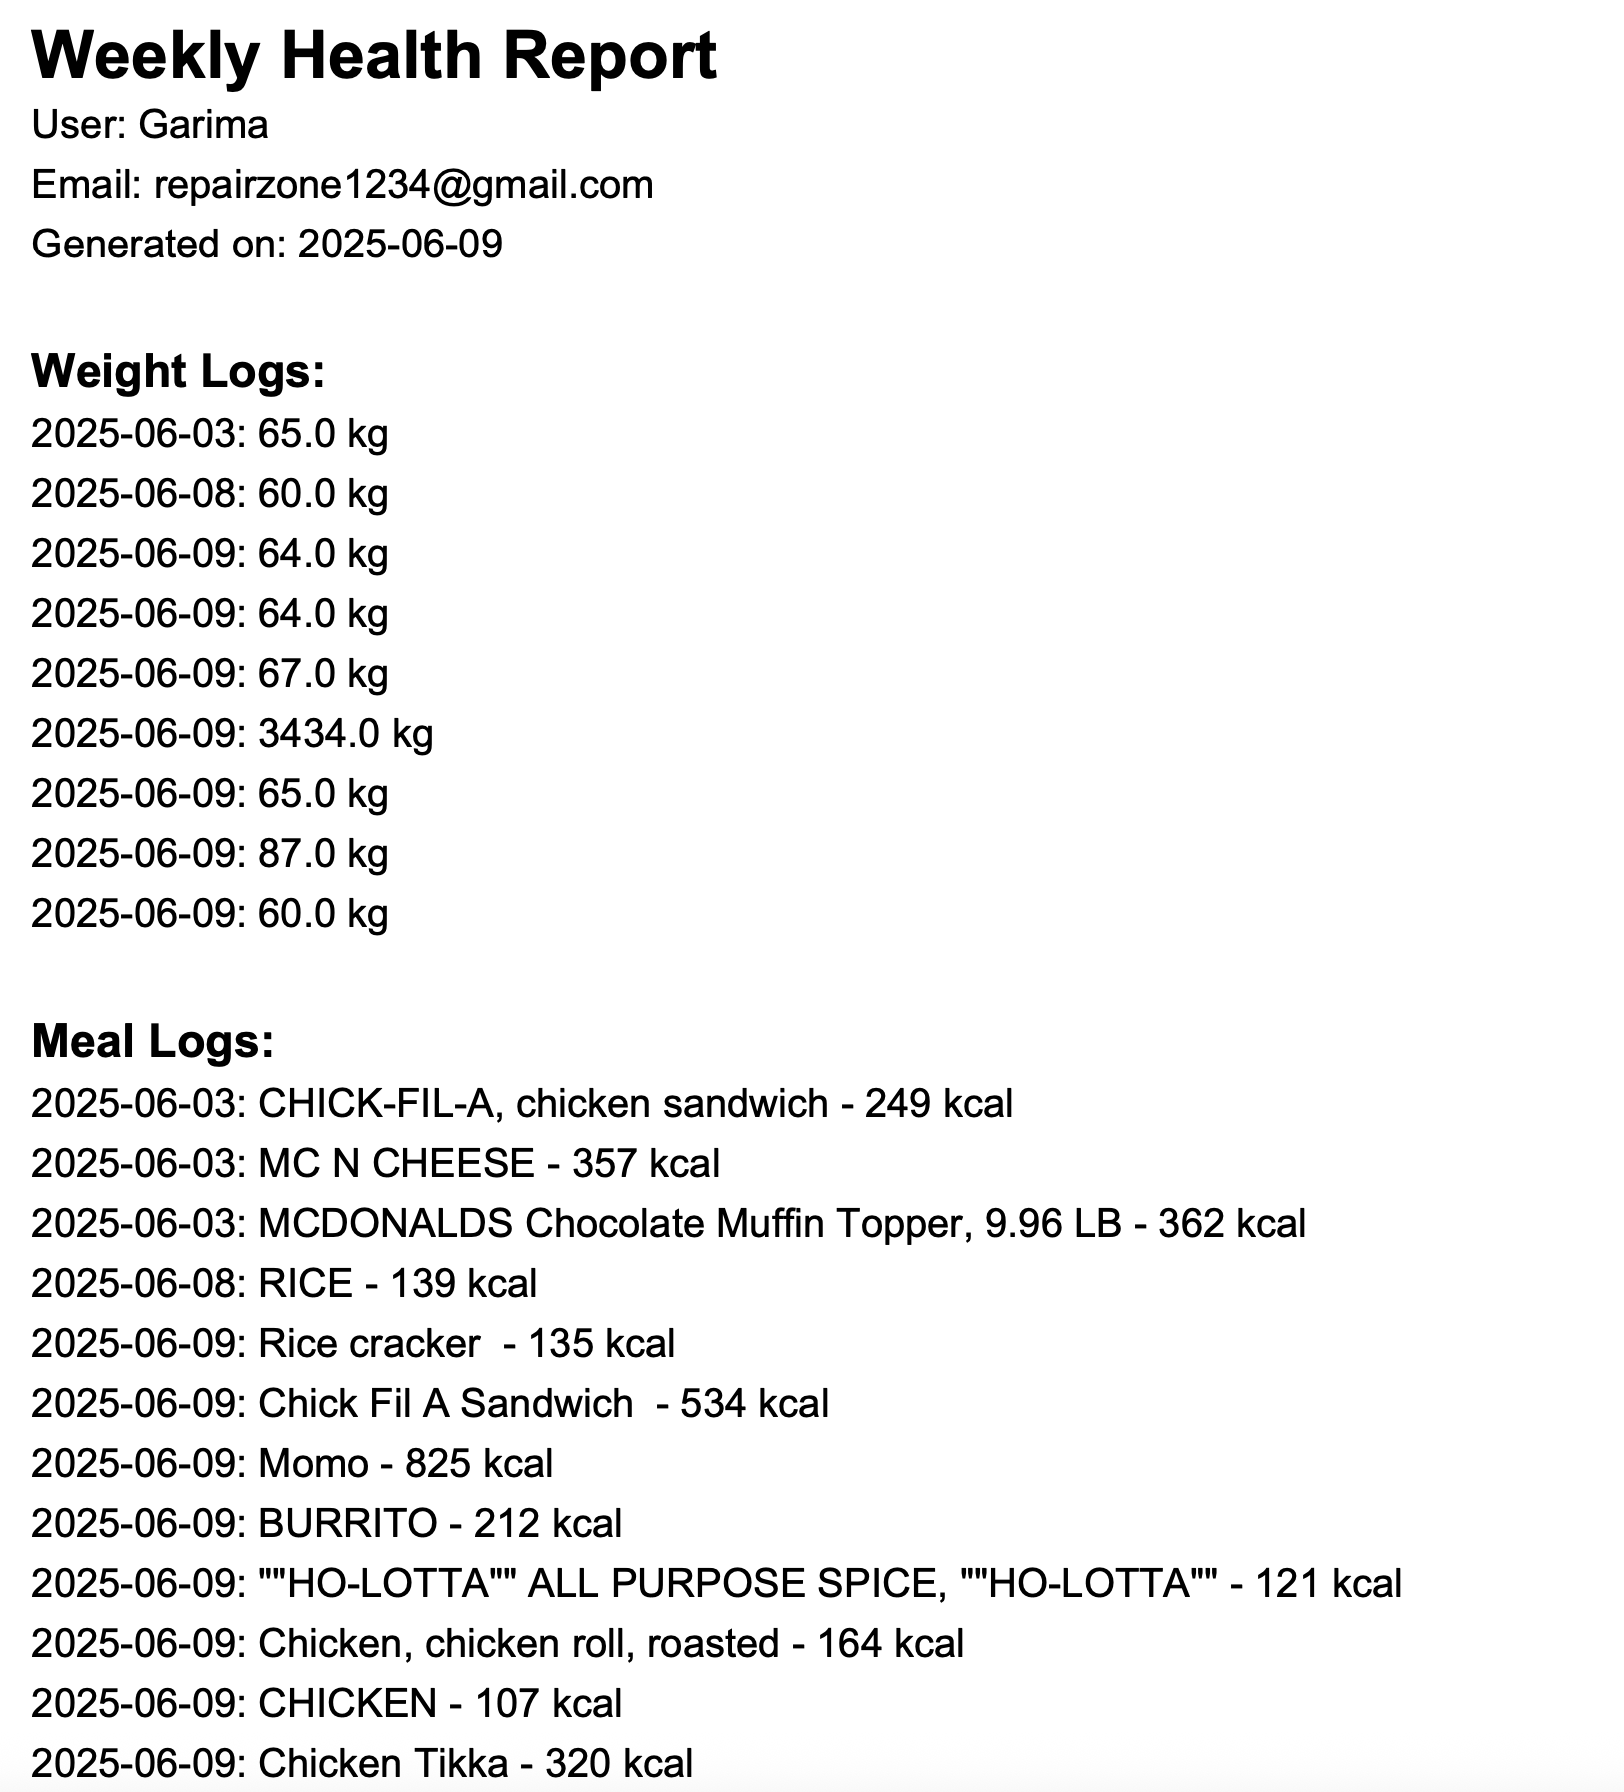 Weekly Health Report
User: Garima
Email: repairzone1234@gmail.com
Generated on: 2025-06-09
Weight Logs:
2025-06-03: 65.0 kg
2025-06-08: 60.0 kg
2025-06-09: 64.0 kg
2025-06-09: 64.0 kg
2025-06-09: 67.0 kg
2025-06-09: 3434.0 kg
2025-06-09: 65.0 kg
2025-06-09: 87.0 kg
2025-06-09: 60.0 kg
Meal Logs:
2025-06-03: CHICK-FIL-A, chicken sandwich - 249 kcal
2025-06-03: MC N CHEESE - 357 kcal
2025-06-03: MCDONALDS Chocolate Muffin Topper, 9.96 LB - 362 kcal
2025-06-08: RICE - 139 kcal
2025-06-09: Rice cracker  - 135 kcal
2025-06-09: Chick Fil A Sandwich  - 534 kcal
2025-06-09: Momo - 825 kcal
2025-06-09: BURRITO - 212 kcal
2025-06-09: ""HO-LOTTA"" ALL PURPOSE SPICE, ""HO-LOTTA"" - 121 kcal
2025-06-09: Chicken, chicken roll, roasted - 164 kcal
2025-06-09: CHICKEN - 107 kcal
2025-06-09: Chicken Tikka - 320 kcal